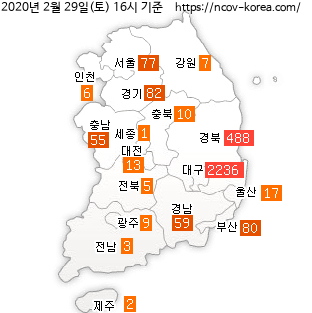 2020년 2월 29일(토) 16시 기준 https://ncov-korea.com/
서울 77
강원 7
인천
6
경기 82
충북 10
충남
55
세종 1
경북 488
대전
13
대구 2236
전북 5
울산 17
경남
59
광주 9
부산 80
전남 3
제주 2